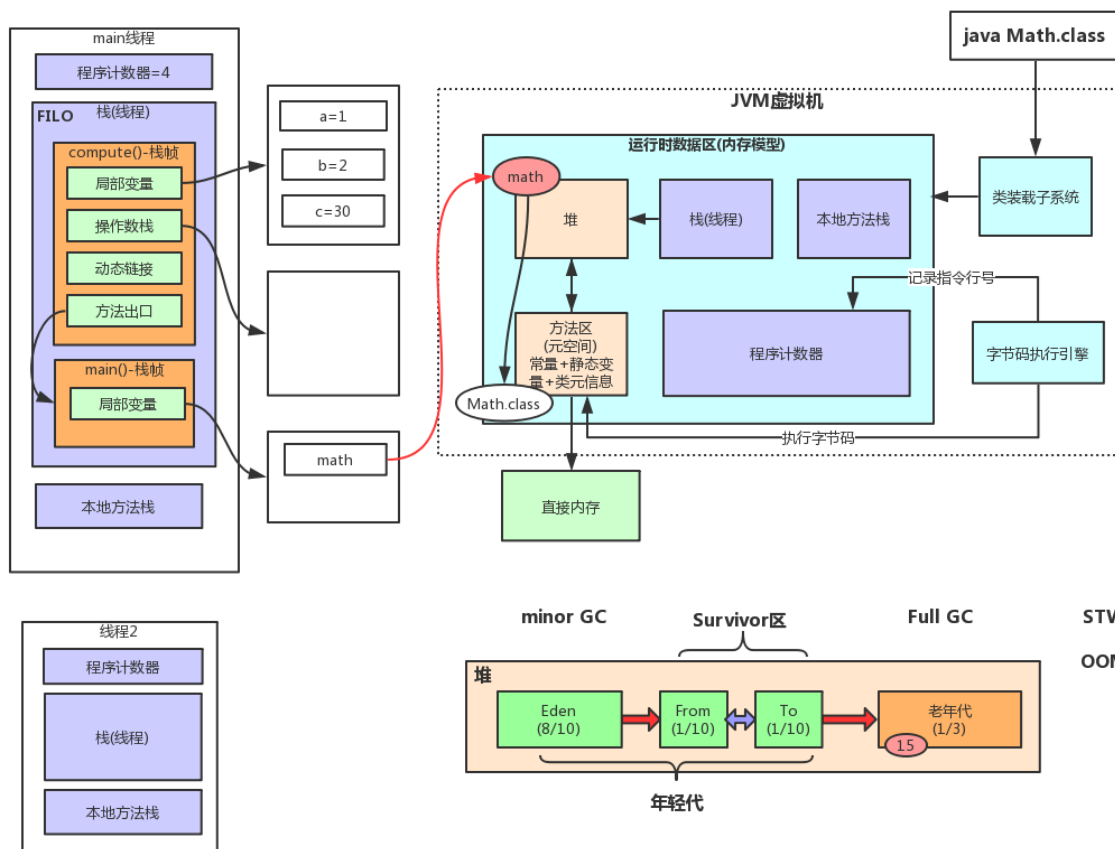 java Math.class
main线程
程序计数器=4
FILO
栈(线程)
compute()-栈帧
局部变量
操作数栈
动态链接
方法出口
main()-栈帧
局部变量
本地方法栈
a=1
b=2
c=30
math
JVM虚拟机
运行时数据区(内存模型)
math
堆
栈(线程)
本地方法栈
类装载子系统
记录指令行号
方法区
(元空间)
常量+静态变
量+类元信息
程序计数器
字节码执行引擎
Math.class
执行字节码
直接内存
线程2
程序计数器
栈(线程)
本地方法栈
minor GC
Survivor区
Full GC
STW
OOM
堆
Eden
(8/10)
From
(1/10)
To
(1/10)
老年代
(1/3)
15
年轻代